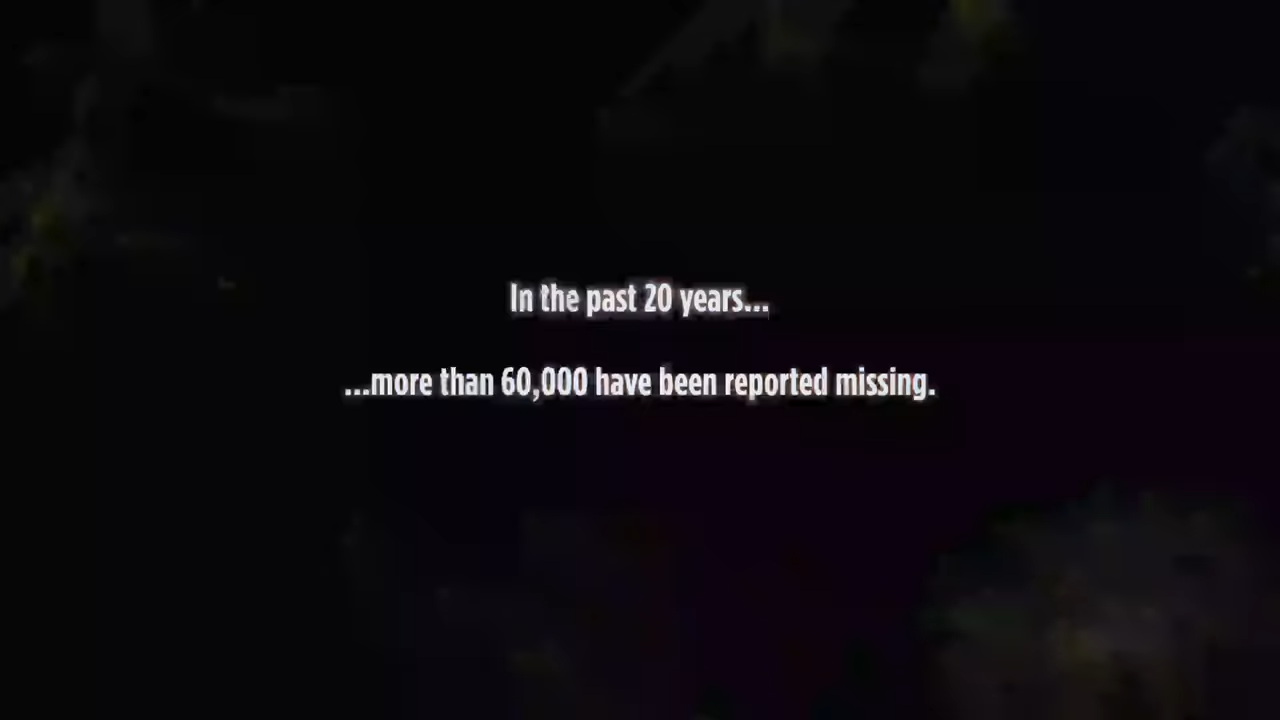 In the past 20 years...
...more than 60,000 have been reported missing.